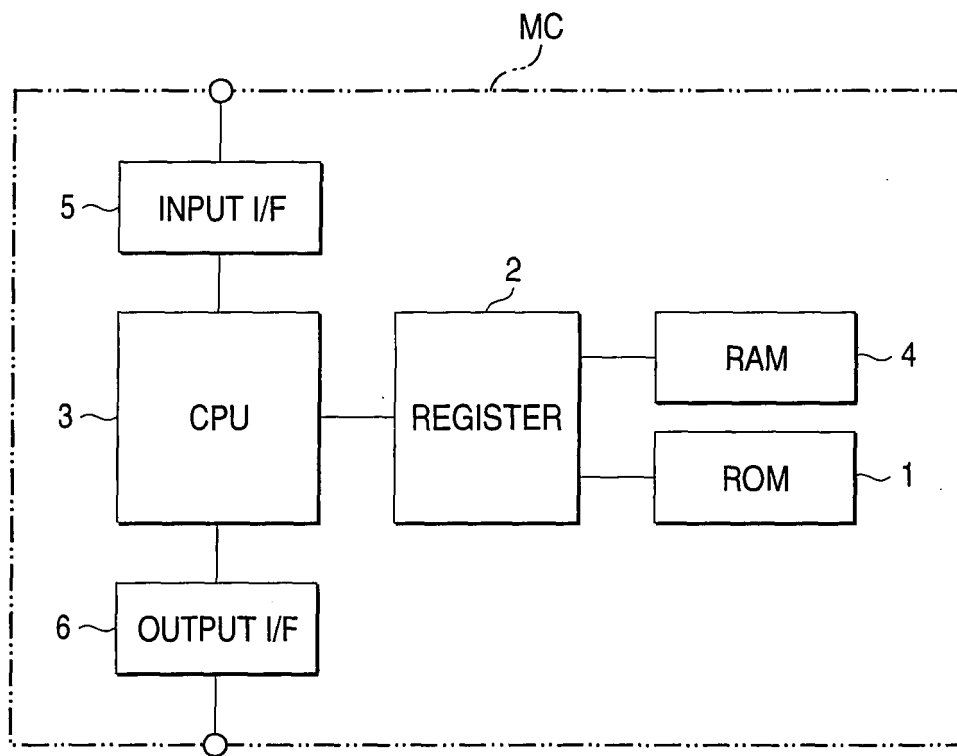 MC
5
INPUT I/F
2
3
CPU
REGISTER
RAM
4
ROM
1
6
OUTPUT I/F